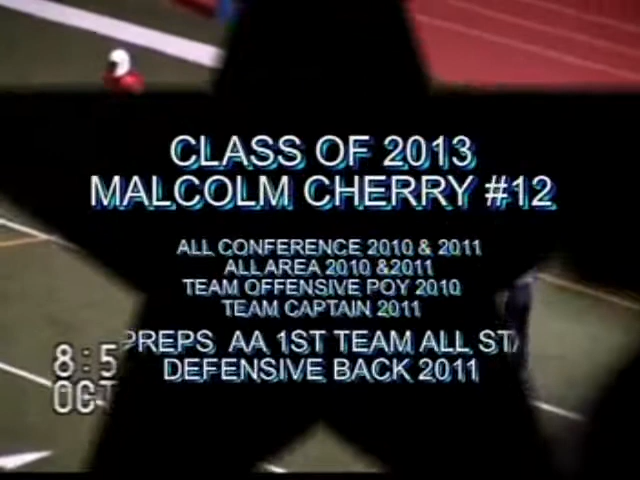 CLASS OF 2013
MALCOLM CHERRY #12
ALL CONFERENCE 2010 & 2011
ALL AREA 2010 &2011
TEAM OFFENSIVE POY 2010
TEAM CAPTAIN 2011
PREPS AA 1ST TEAM ALL
DEFENSIVE BACK 2011
8:5
OCT